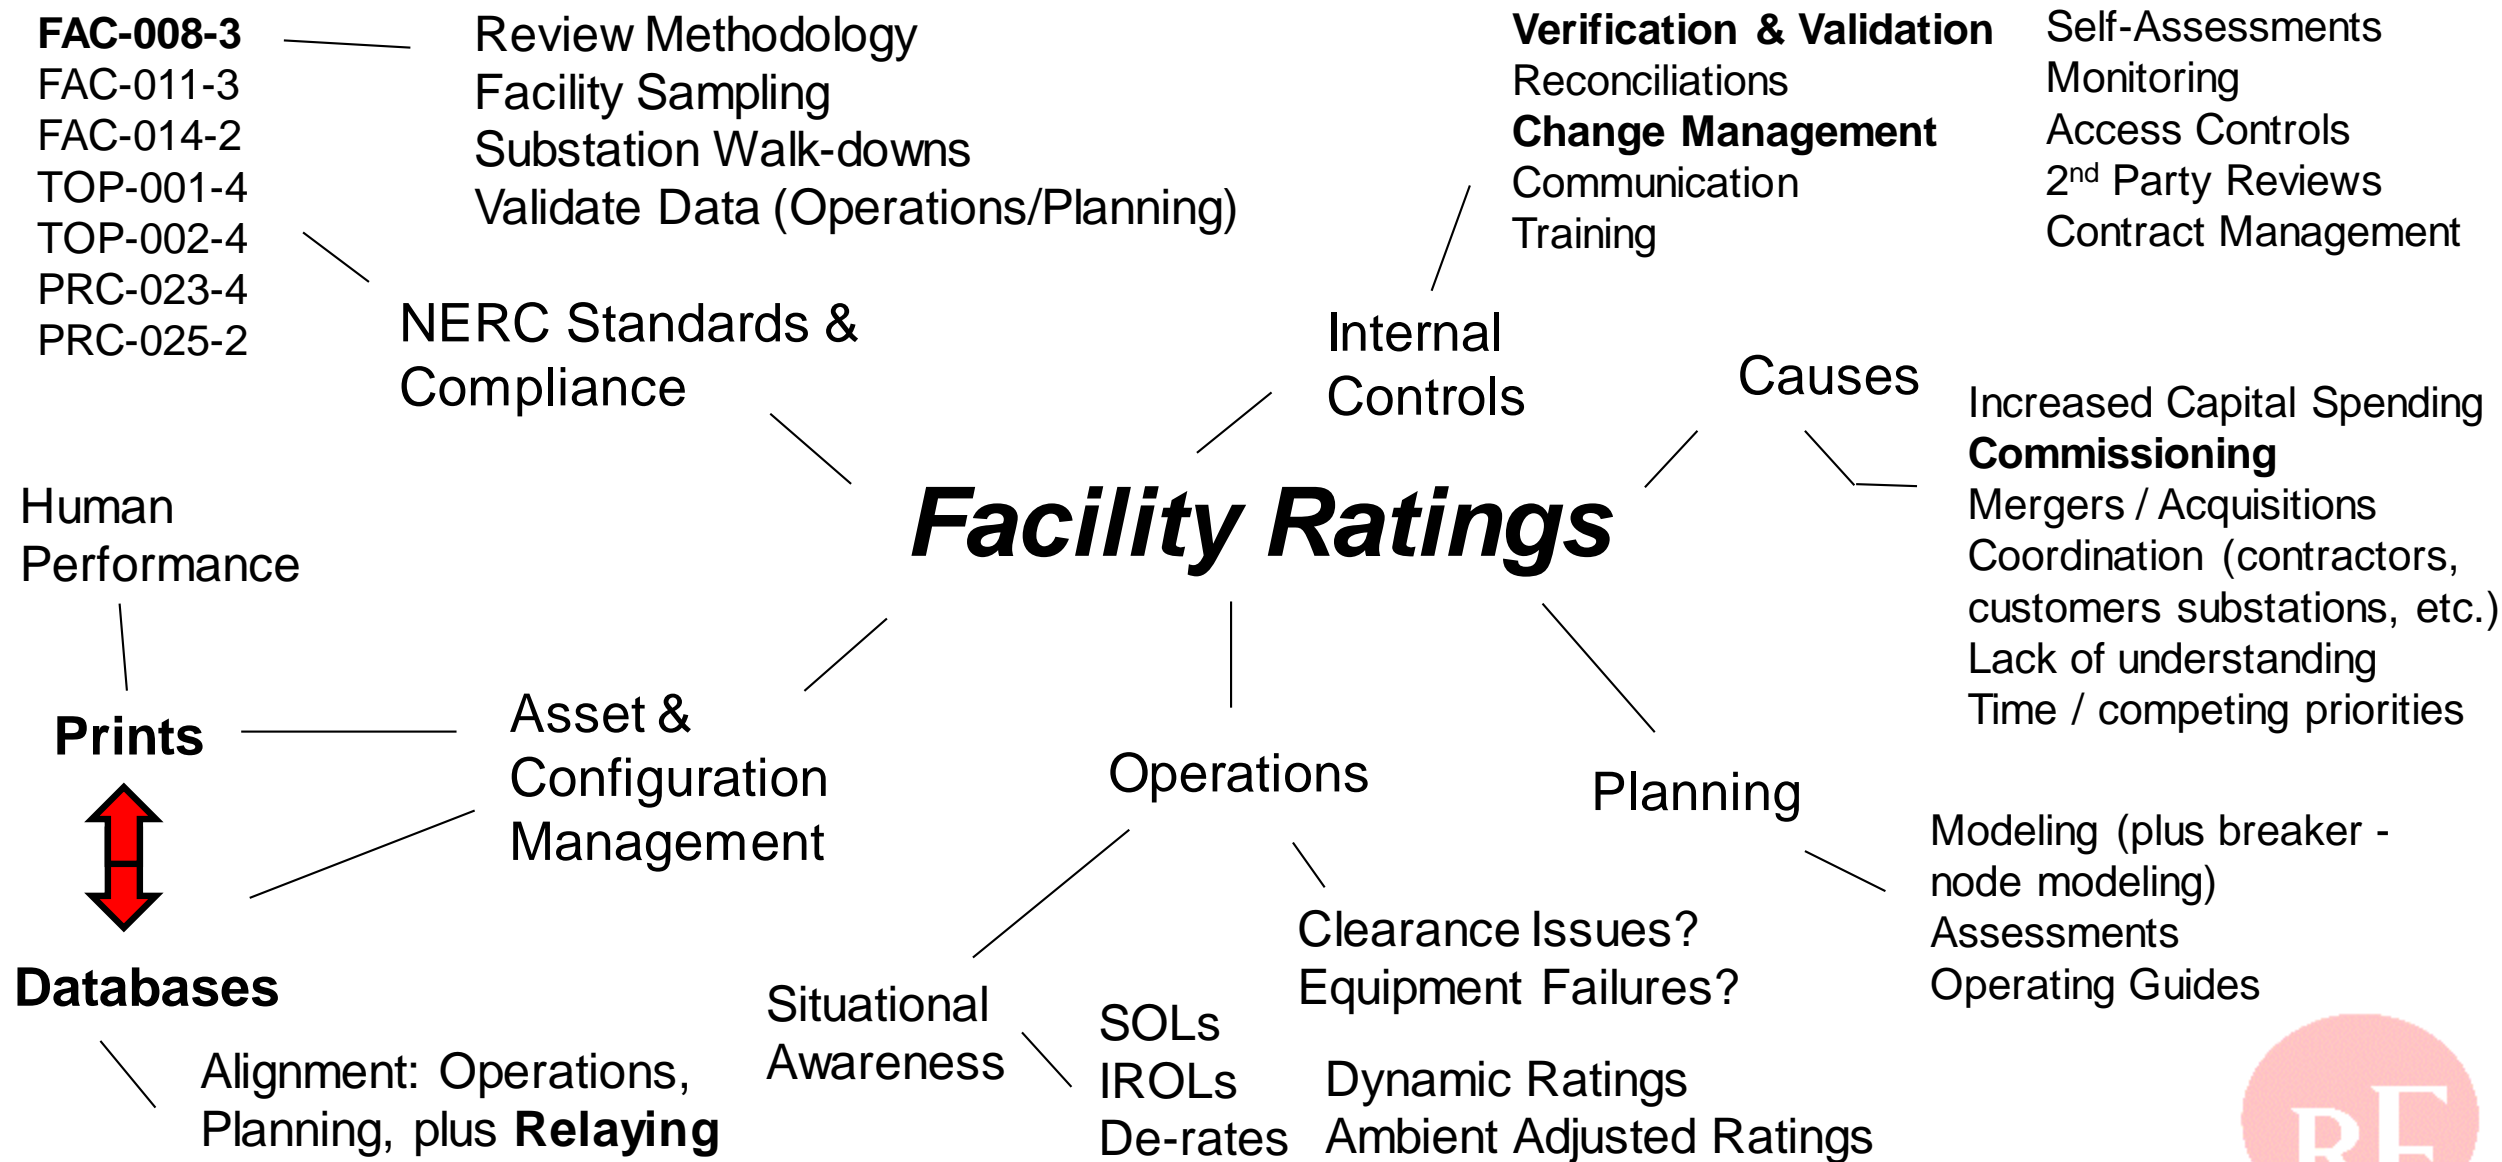 FAC-008-3
FAC-011-3
FAC-014-2
TOP-001-4
TOP-002-4
PRC-023-4
PRC-025-2
Review Methodology
Facility Sampling
Substation Walk-downs
Validate Data (Operations/Planning)
NERC Standards &
Compliance
Verification & Validation
Reconciliations
Change Management
Communication
Training
Self-Assessments
Monitoring
Access Controls
2nd Party Reviews
Contract Management
Internal
Controls
Causes
Increased Capital Spending
Commissioning
Mergers / Acquisitions
Coordination (contractors,
customers substations, etc.)
Lack of understanding
Time / competing priorities
Facility Ratings
Human
Performance
Prints
Databases
Alignment: Operations,
Planning, plus Relaying
Asset &
Configuration
Management
Operations
Situational
Awareness
SOLs
IROLs
De-rates
Clearance Issues?
Equipment Failures?
Dynamic Ratings
Ambient Adjusted Ratings
Planning
Modeling (plus breaker -
node modeling)
Assessments
Operating Guides
RF